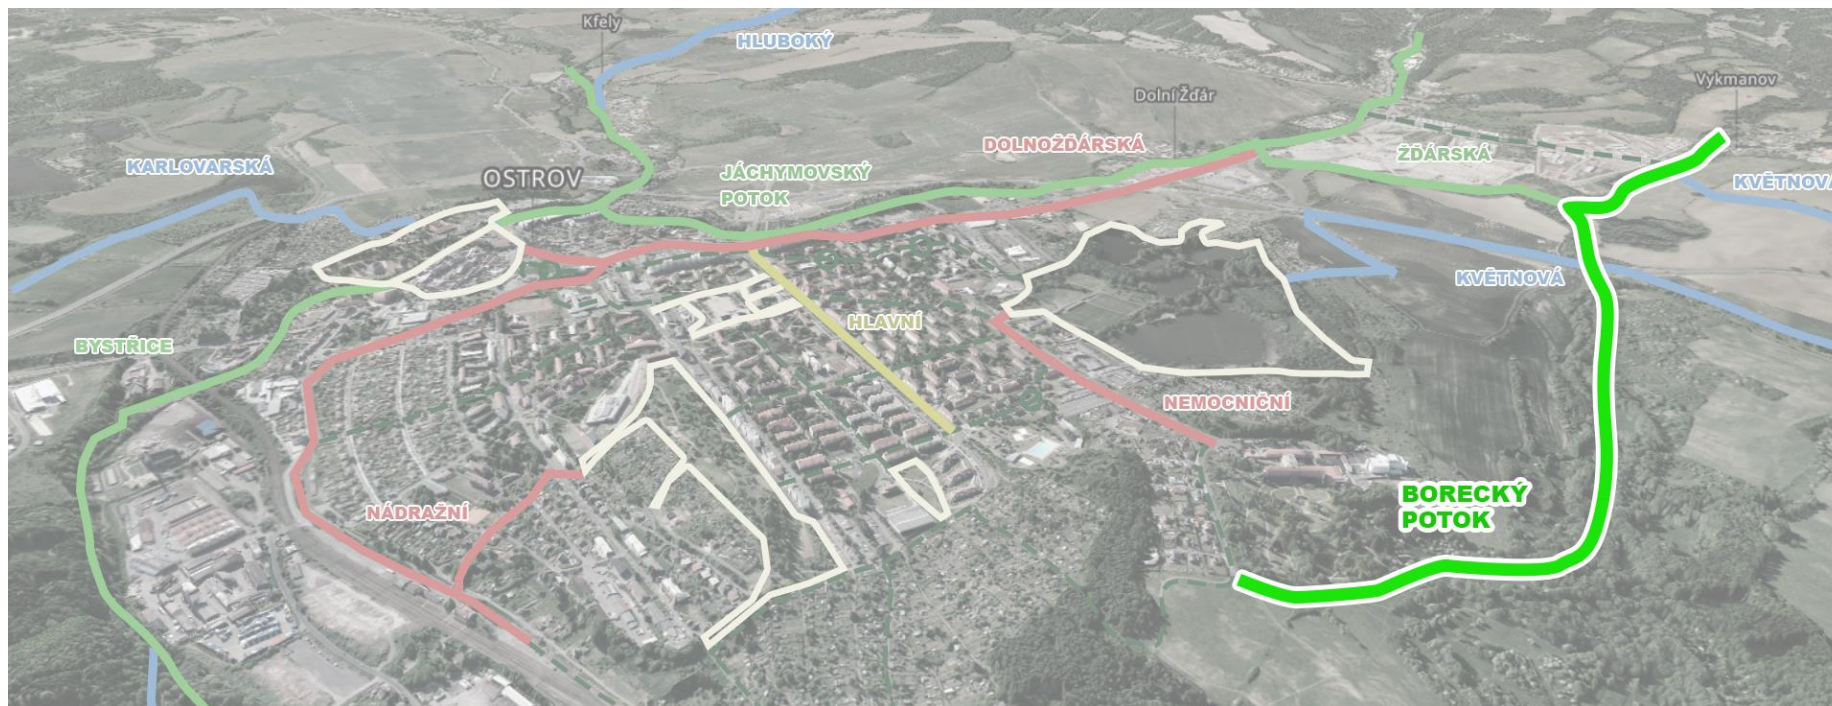 Kfely
HLUBOKÝ
Vykmanov
Dolní Žďár
DOLNOŽĎÁRSKÁ
ŽĎÁRSKÁ
KARLOVARSKÁ
OSTROV
JÁCHYMOVSKÝ
POTOK
KVĚTNOVÁ
KVĚTNOVÁ
HLAVNÍ
BYSTŘICE
NEMOCNIČNÍ
NÁDRAŽNÍ
BORECKÝ
POTOK